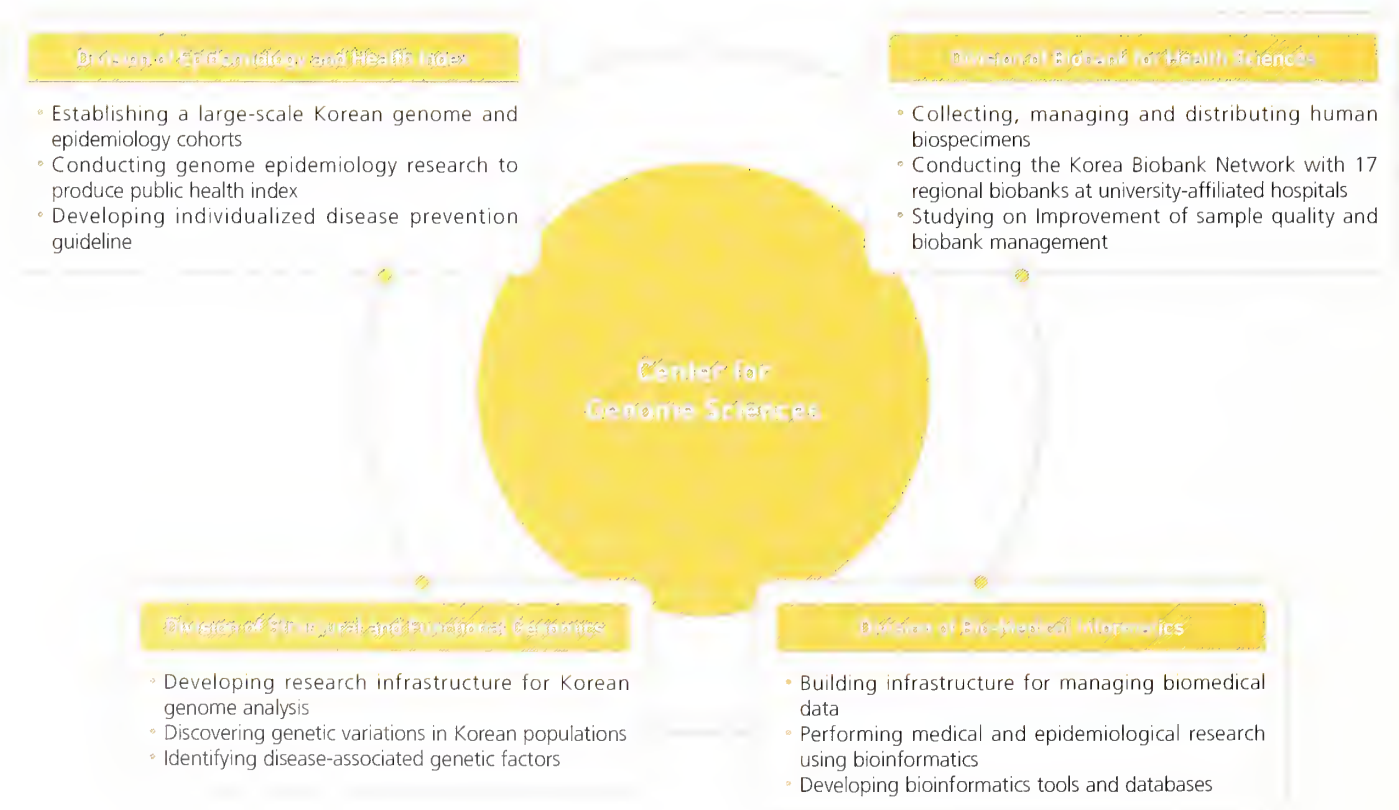 Division of Epidemiology and Health Index
◦ Establishing a large-scale Korean genome and
epidemiology cohorts
◦ Conducting genome epidemiology research to
produce public health index
◦ Developing individualized disease prevention
guideline
Division of Biobank for Health Sciences
◦ Collecting, managing and distributing human
biospecimens
◦ Conducting the Korea Biobank Network with 17
regional biobanks at university-affiliated hospitals
◦ Studying on Improvement of sample quality and
biobank management
Center for
Genome Sciences
Division of Structural and Functional Genomics
◦ Developing research infrastructure for Korean
genome analysis
◦ Discovering genetic variations in Korean populations
◦ Identifying disease-associated genetic factors
Division of Bio-Medical Informatics
◦ Building infrastructure for managing biomedical
data
◦ Performing medical and epidemiological research
using bioinformatics
◦ Developing bioinformatics tools and databases